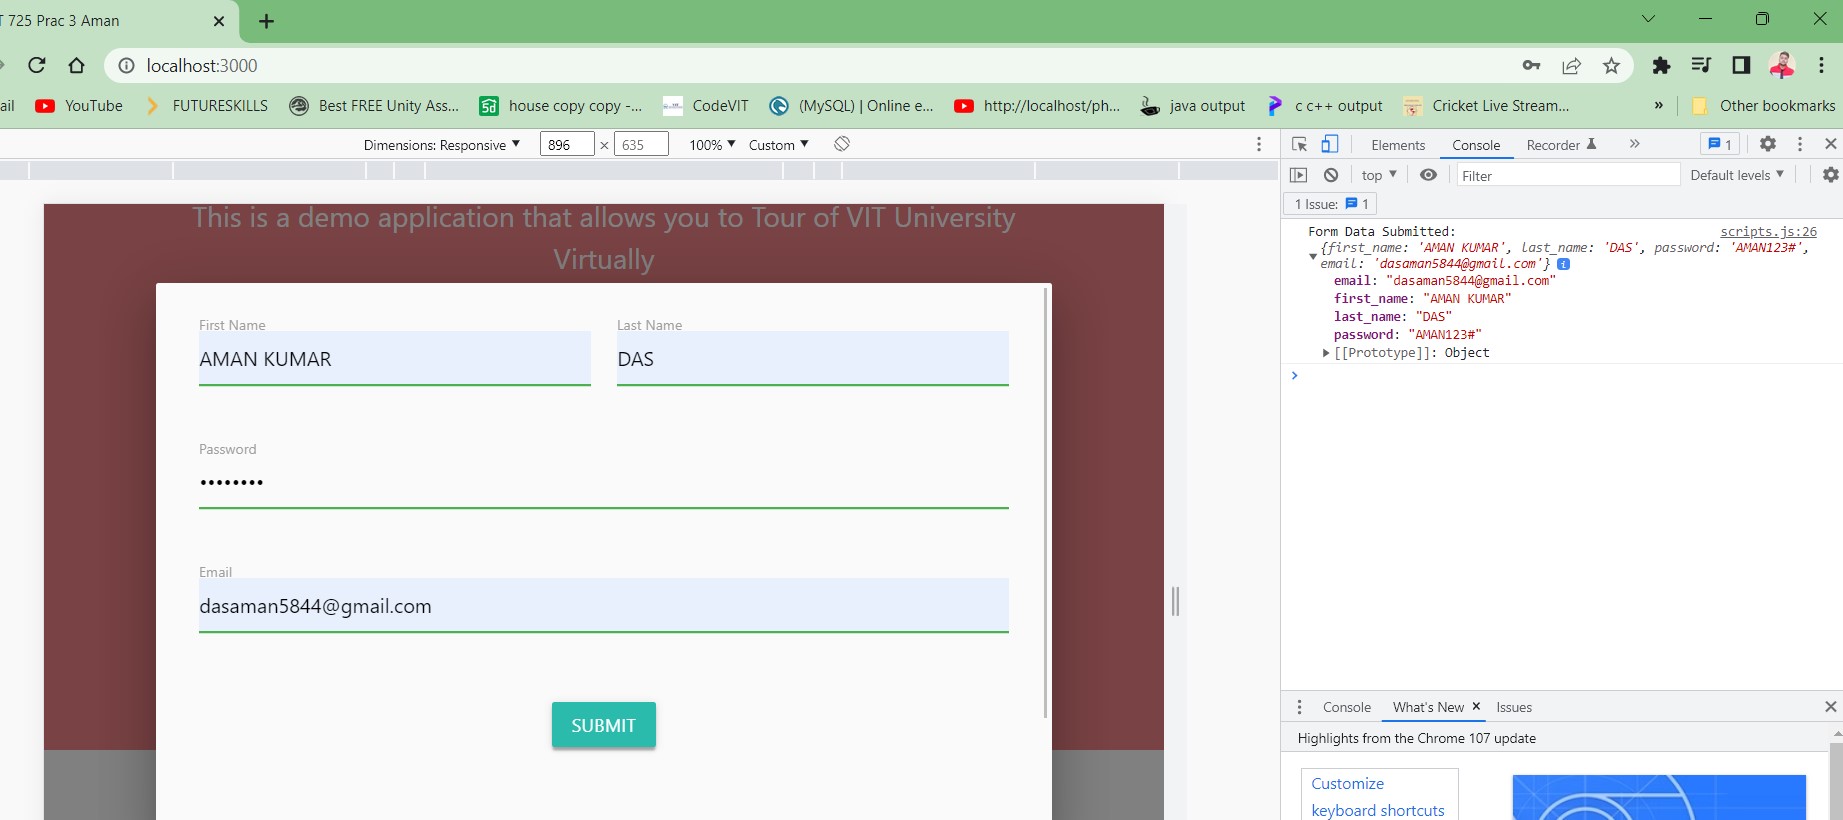 T 725 Prac 3 Aman
localhost:3000
ail YouTube FUTURESKILLS Best FREE Unity Ass... house copy copy -... CodeVIT (MySQL) | Online e... http://localhost/ph... java output c c++ output Cricket Live Stream... » Other bookmarks
Dimensions: Responsive 896 × 635 100% Custom
Elements Console Recorder » 1
top Filter Default levels
1 Issue: 1
This is a demo application that allows you to Tour of VIT University
Virtually
First Name Last Name
AMAN KUMAR DAS
Password
••••••••
Email
dasaman5844@gmail.com
SUBMIT
Form Data Submitted: scripts.js:26
{first_name: 'AMAN KUMAR', last_name: 'DAS', password: 'AMAN123#',
email: 'dasaman5844@gmail.com'}
email: "dasaman5844@gmail.com"
first_name: "AMAN KUMAR"
last_name: "DAS"
password: "AMAN123#"
[[Prototype]]: Object
Console What's New Issues
Highlights from the Chrome 107 update
Customize
keyboard shortcuts